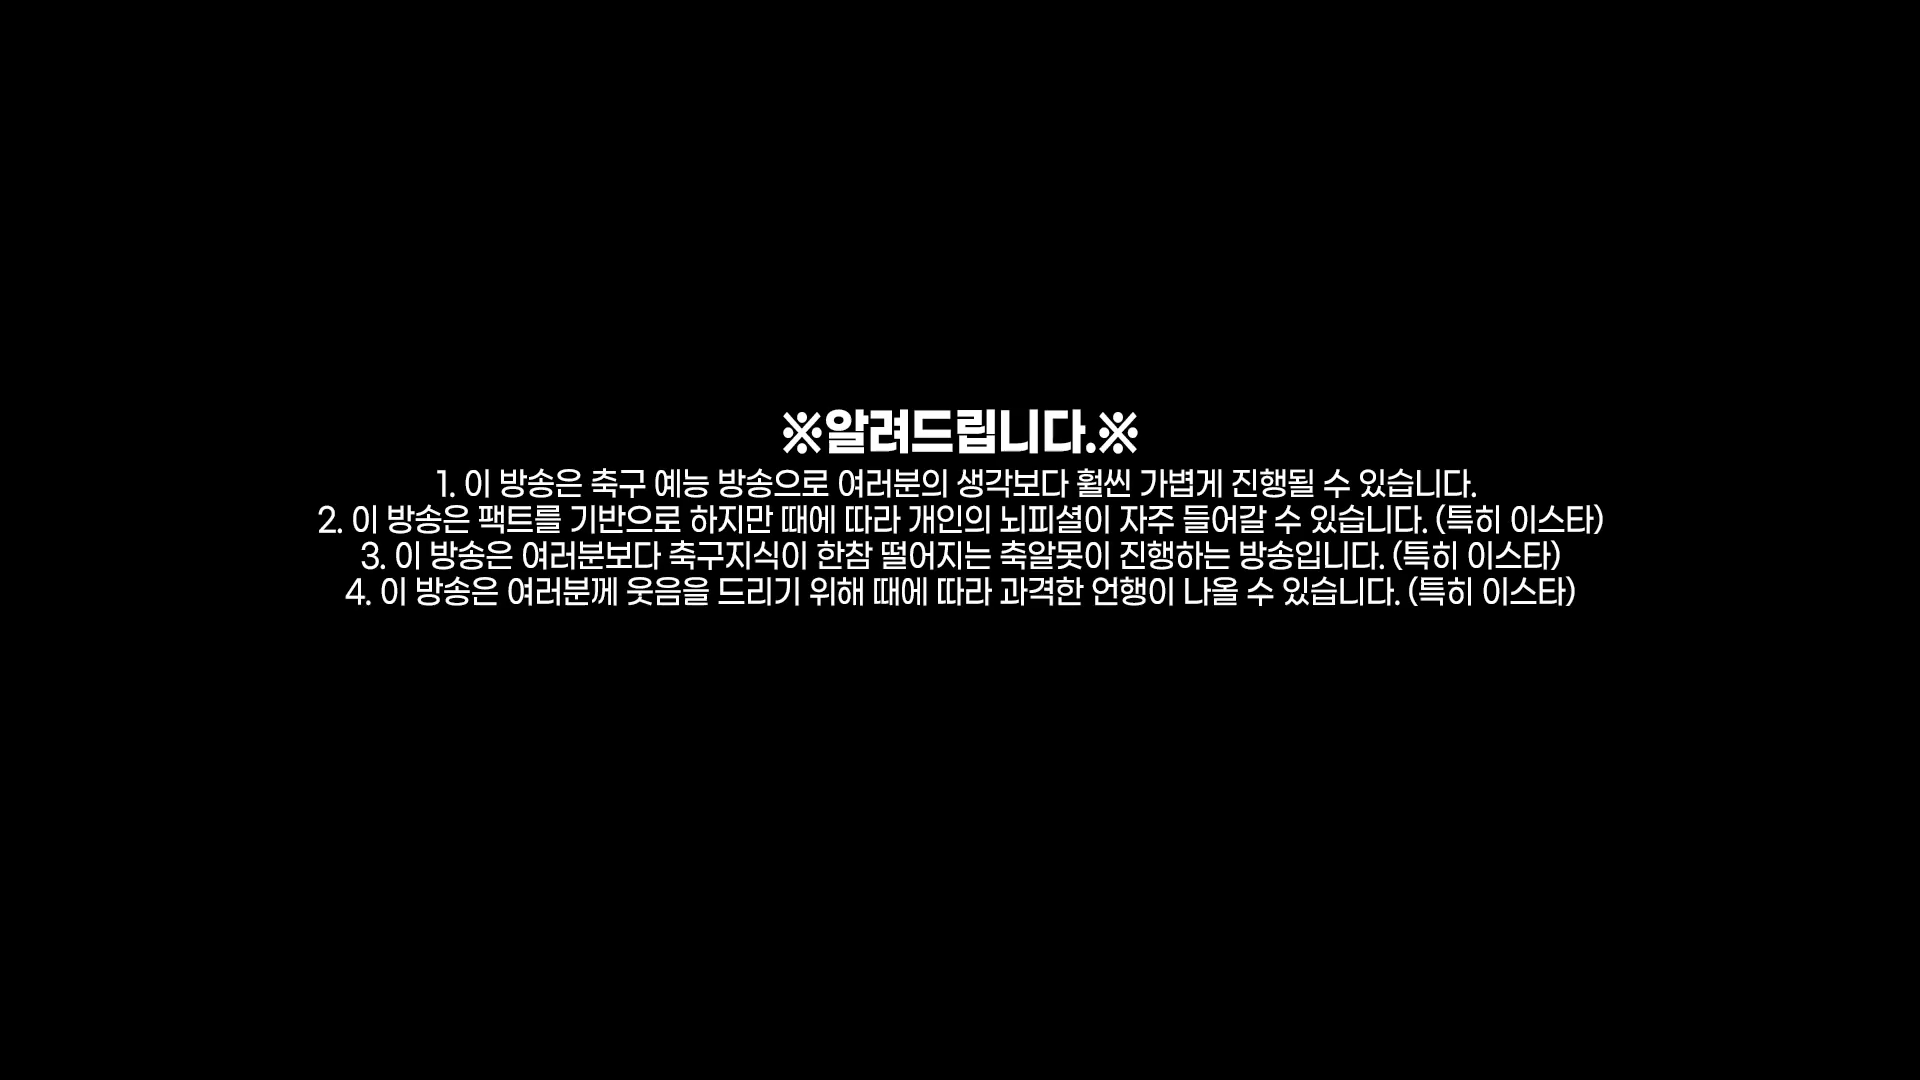 ※알려드립니다.※
1. 이 방송은 축구 예능 방송으로 여러분의 생각보다 훨씬 가볍게 진행될 수 있습니다.
2. 이 방송은 팩트를 기반으로 하지만 때에 따라 개인의 뇌피셜이 자주 들어갈 수 있습니다. (특히 이스타)
3. 이 방송은 여러분보다 축구지식이 한참 떨어지는 축알못이 진행하는 방송입니다. (특히 이스타)
4. 이 방송은 여러분께 웃음을 드리기 위해 때에 따라 과격한 언행이 나올 수 있습니다. (특히 이스타)